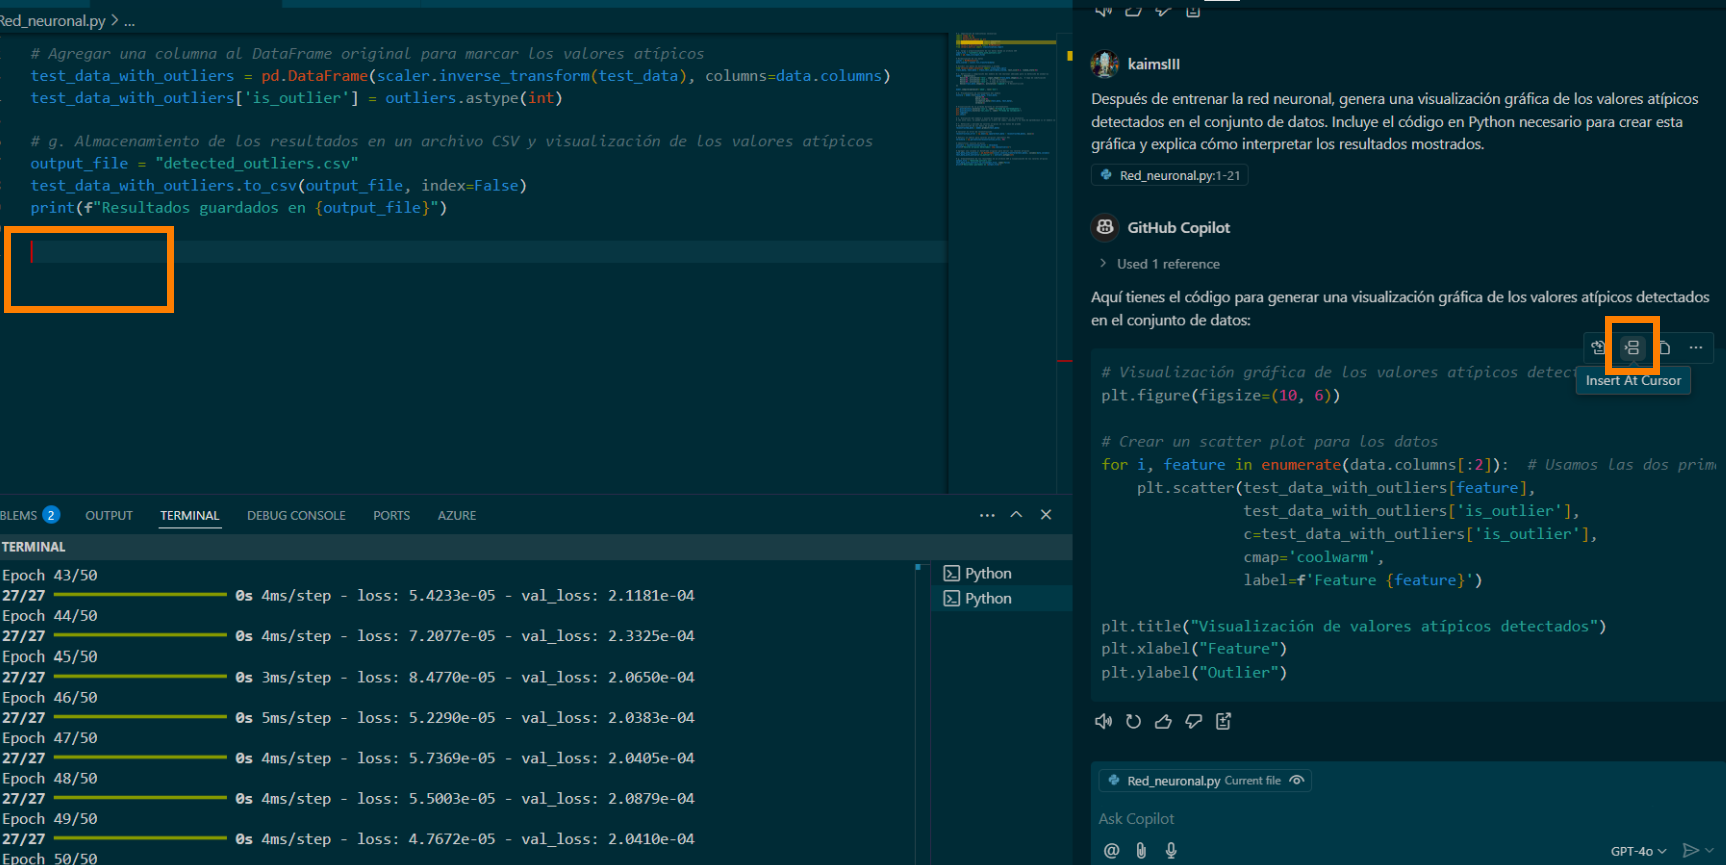 Red_neuronal.py > ...
# Agregar una columna al DataFrame original para marcar los valores atípicos
test_data_with_outliers = pd.DataFrame(scaler.inverse_transform(test_data), columns=data.columns)
test_data_with_outliers['is_outlier'] = outliers.astype(int)
# g. Almacenamiento de los resultados en un archivo CSV y visualización de los valores atípicos
output_file = "detected_outliers.csv"
test_data_with_outliers.to_csv(output_file, index=False)
print(f"Resultados guardados en {output_file}")
BLEMS 2 OUTPUT TERMINAL DEBUG CONSOLE PORTS AZURE
TERMINAL
Epoch 43/50
27/27 0s 4ms/step - loss: 5.4233e-05 - val_loss: 2.1181e-04
Epoch 44/50
27/27 0s 4ms/step - loss: 7.2077e-05 - val_loss: 2.3325e-04
Epoch 45/50
27/27 0s 3ms/step - loss: 8.4770e-05 - val_loss: 2.0650e-04
Epoch 46/50
27/27 0s 5ms/step - loss: 5.2290e-05 - val_loss: 2.0383e-04
Epoch 47/50
27/27 0s 4ms/step - loss: 5.7369e-05 - val_loss: 2.0405e-04
Epoch 48/50
27/27 0s 4ms/step - loss: 5.5003e-05 - val_loss: 2.0879e-04
Epoch 49/50
27/27 0s 4ms/step - loss: 4.7672e-05 - val_loss: 2.0410e-04
Epoch 50/50
Python
Python
kaimsIII
Después de entrenar la red neuronal, genera una visualización gráfica de los valores atípicos
detectados en el conjunto de datos. Incluye el código en Python necesario para crear esta
gráfica y explica cómo interpretar los resultados mostrados.
Red_neuronal.py:1-21
GitHub Copilot
> Used 1 reference
Aquí tienes el código para generar una visualización gráfica de los valores atípicos detectados
en el conjunto de datos:
Insert At Cursor
# Visualización gráfica de los valores atípicos detec
plt.figure(figsize=(10, 6))
# Crear un scatter plot para los datos
for i, feature in enumerate(data.columns[:2]):  # Usamos las dos prim
plt.scatter(test_data_with_outliers[feature],
test_data_with_outliers['is_outlier'],
c=test_data_with_outliers['is_outlier'],
cmap='coolwarm',
label=f'Feature {feature}')
plt.title("Visualización de valores atípicos detectados")
plt.xlabel("Feature")
plt.ylabel("Outlier")
Red_neuronal.py Current file
Ask Copilot
GPT-4o